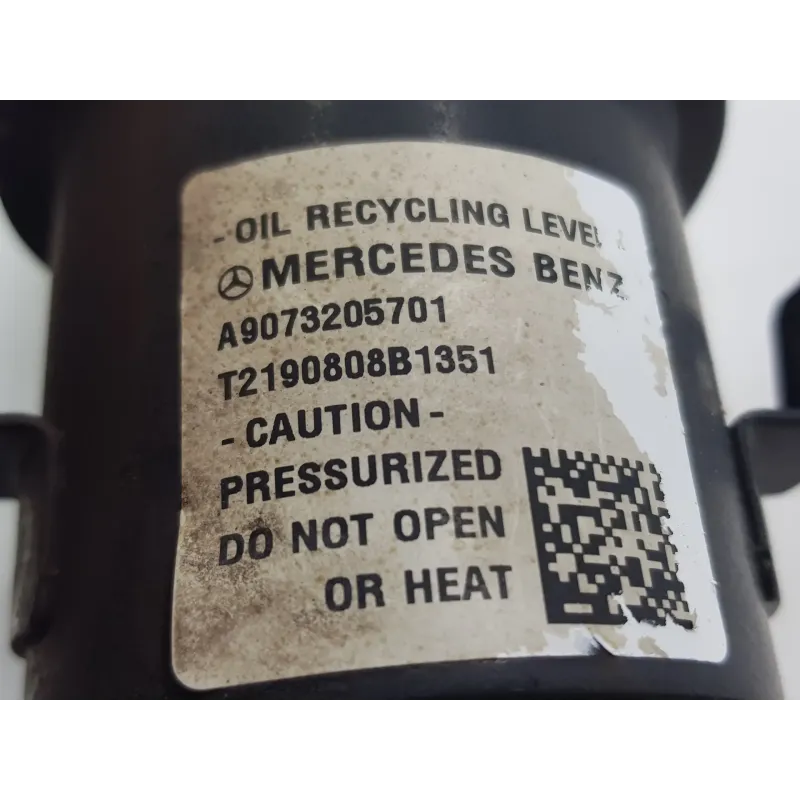 - OIL RECYCLING LEVEL
MERCEDES BENZ
A9073205701
T2190808B1351
- CAUTION -
PRESSURIZED
DO NOT OPEN
OR HEAT